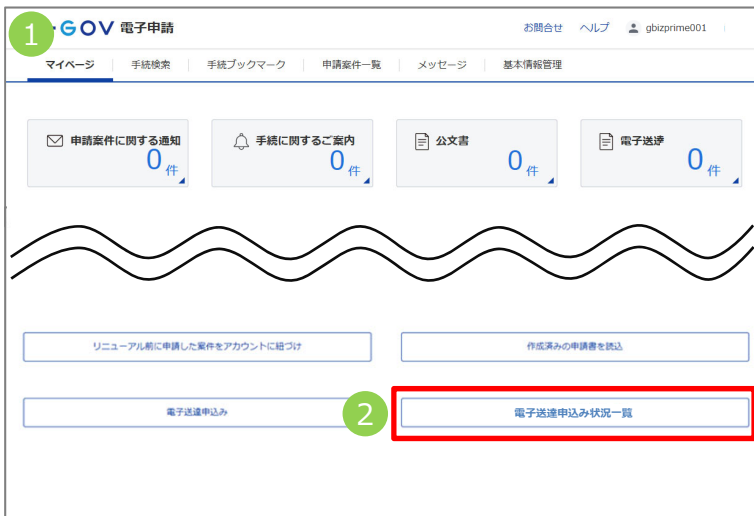 1 ・GOV 電子申請 お問合せ ヘルプ gbizprime001
マイページ 手続検索 手続ブックマーク 申請案件一覧 メッセージ 基本情報管理
申請案件に関する通知 0 件
手続に関するご案内 0 件
公文書 0 件
電子送達 0 件
リニューアル前に申請した案件をアカウントに紐づけ 作成済みの申請書を読込
電子送達申込み 2 電子送達申込み状況一覧